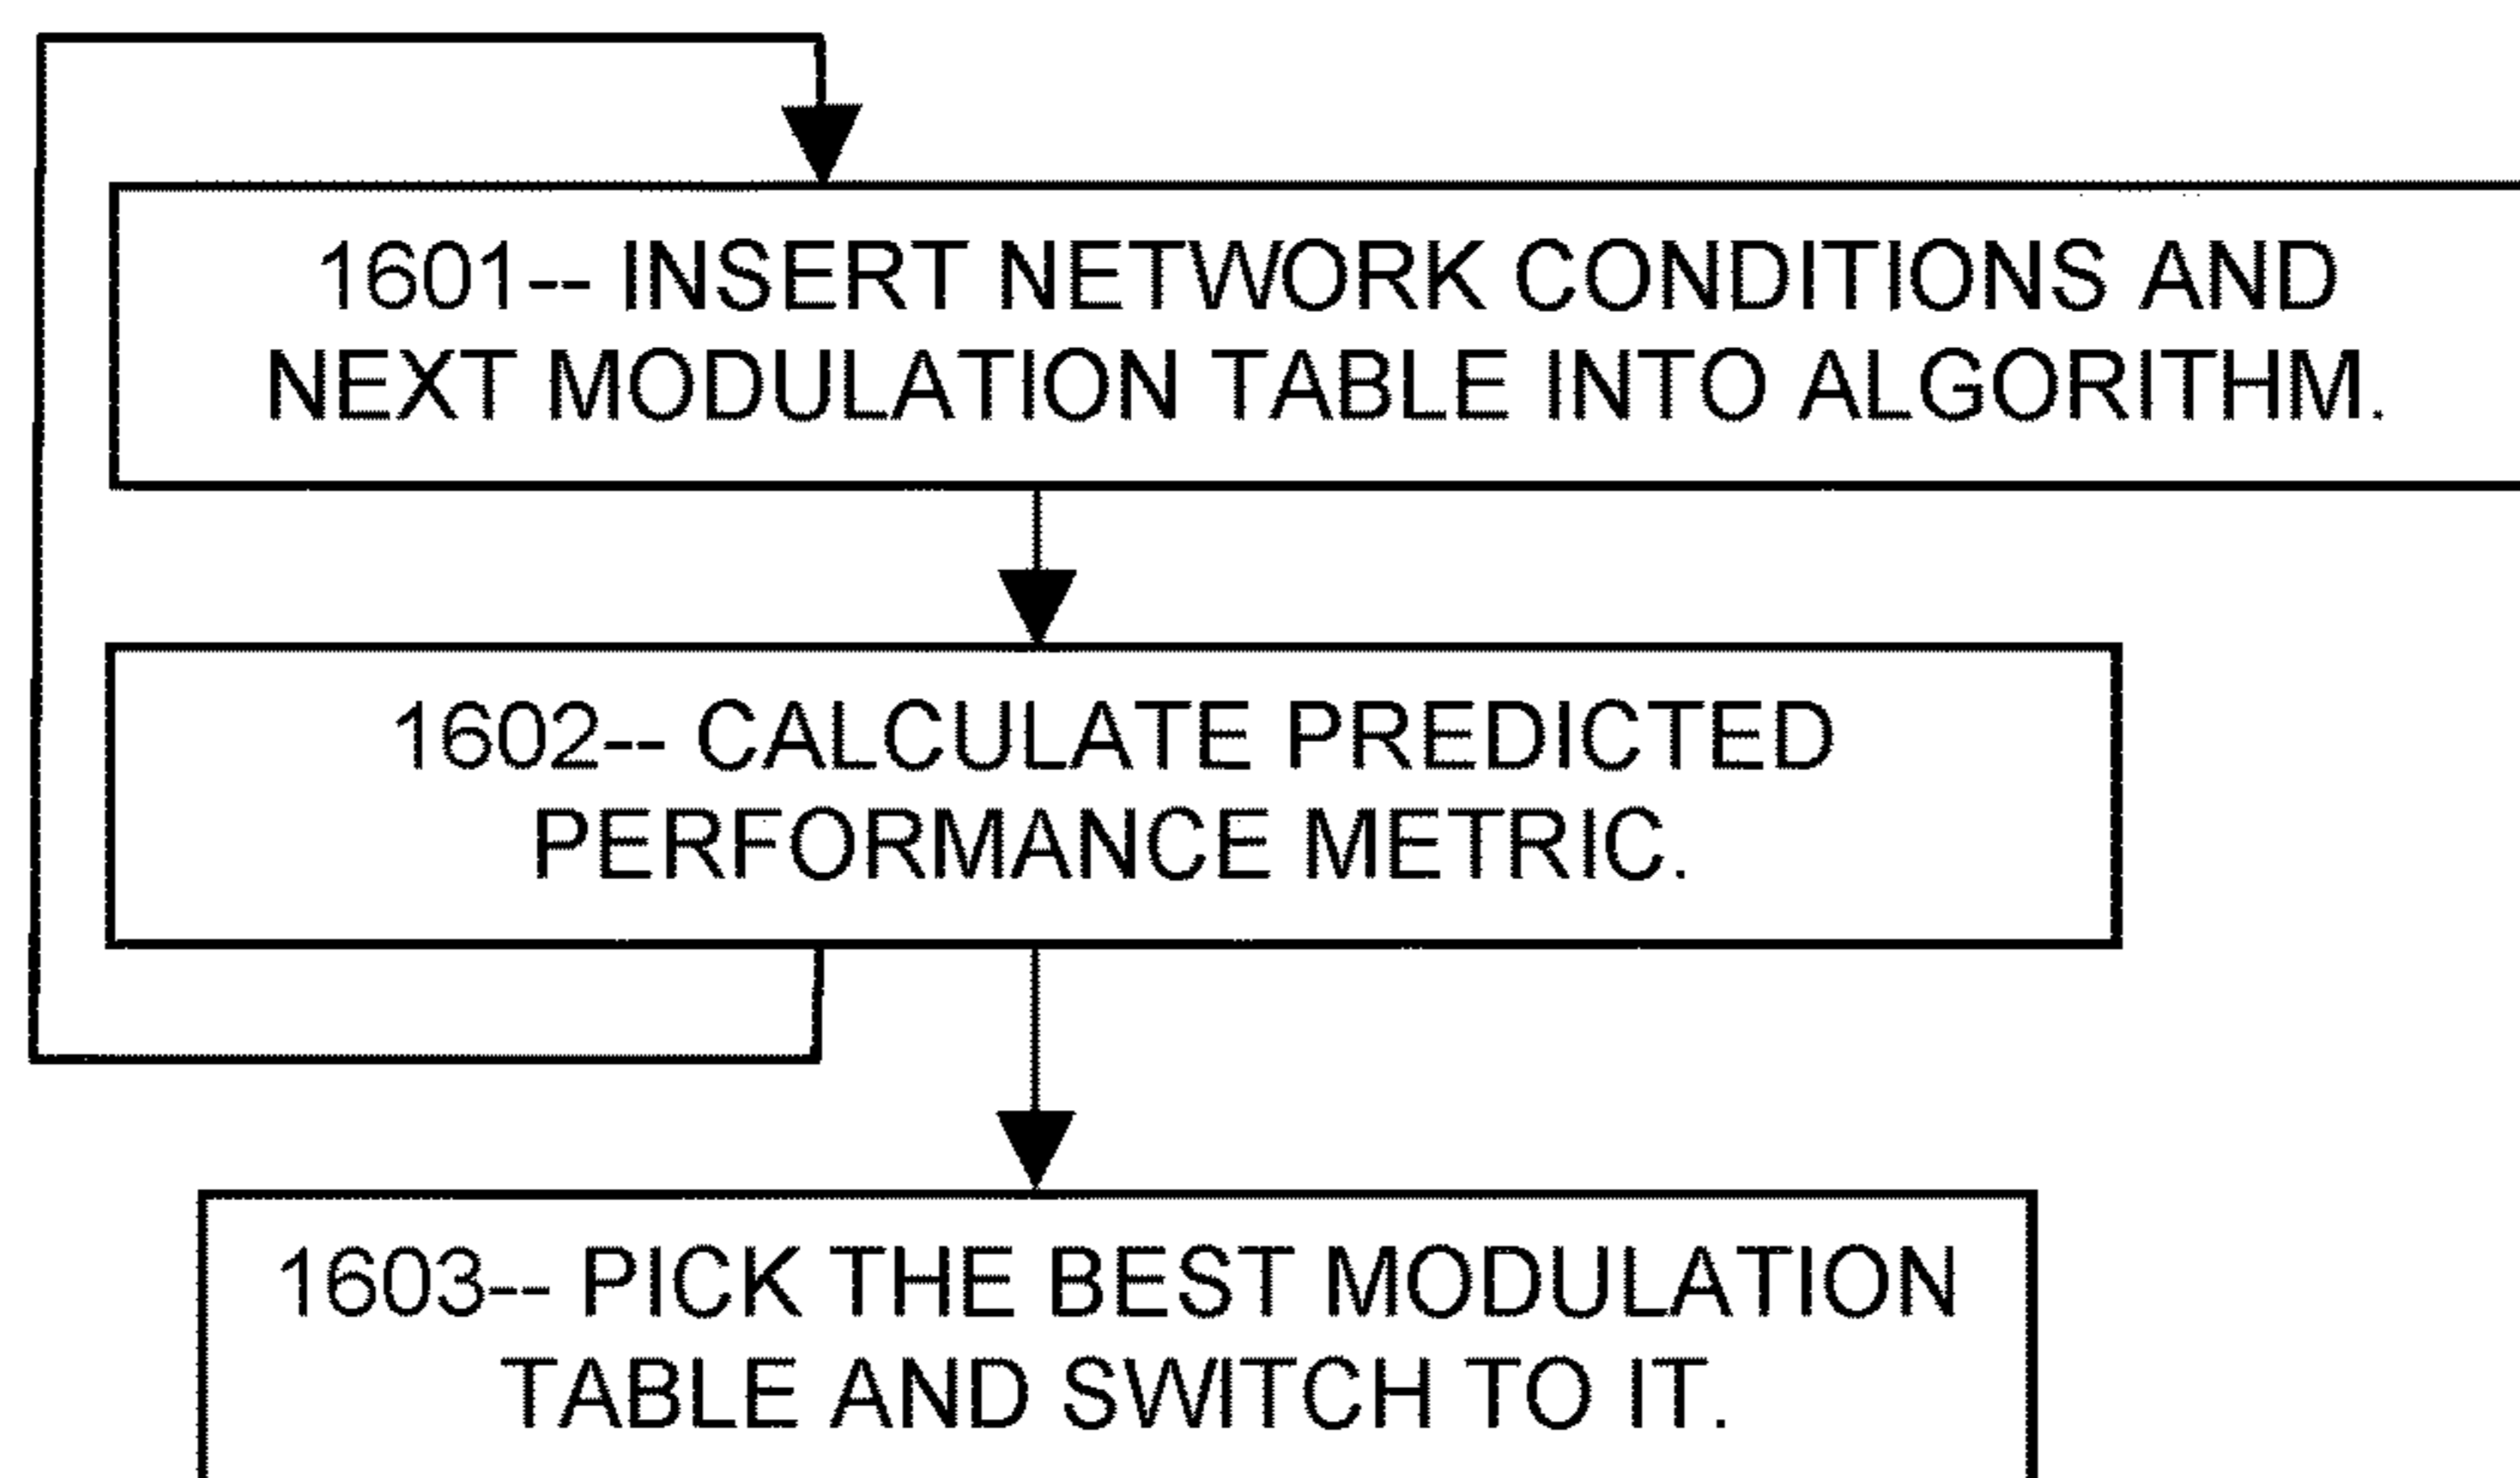 1601-- INSERT NETWORK CONDITIONS AND
NEXT MODULATION TABLE INTO ALGORITHM.
1602-- CALCULATE PREDICTED
PERFORMANCE METRIC.
1603-- PICK THE BEST MODULATION
TABLE AND SWITCH TO IT.